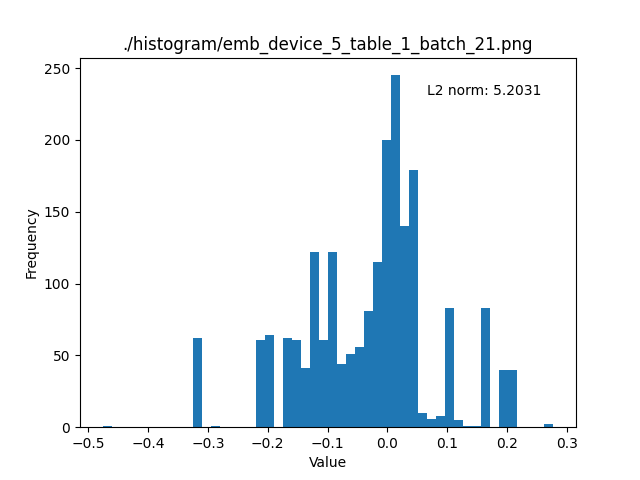 ./histogram/emb_device_5_table_1_batch_21.png
L2 norm: 5.2031
250
200
150
100
50
0
Frequency
−0.5 −0.4 −0.3 −0.2 −0.1 0.0 0.1 0.2 0.3
Value